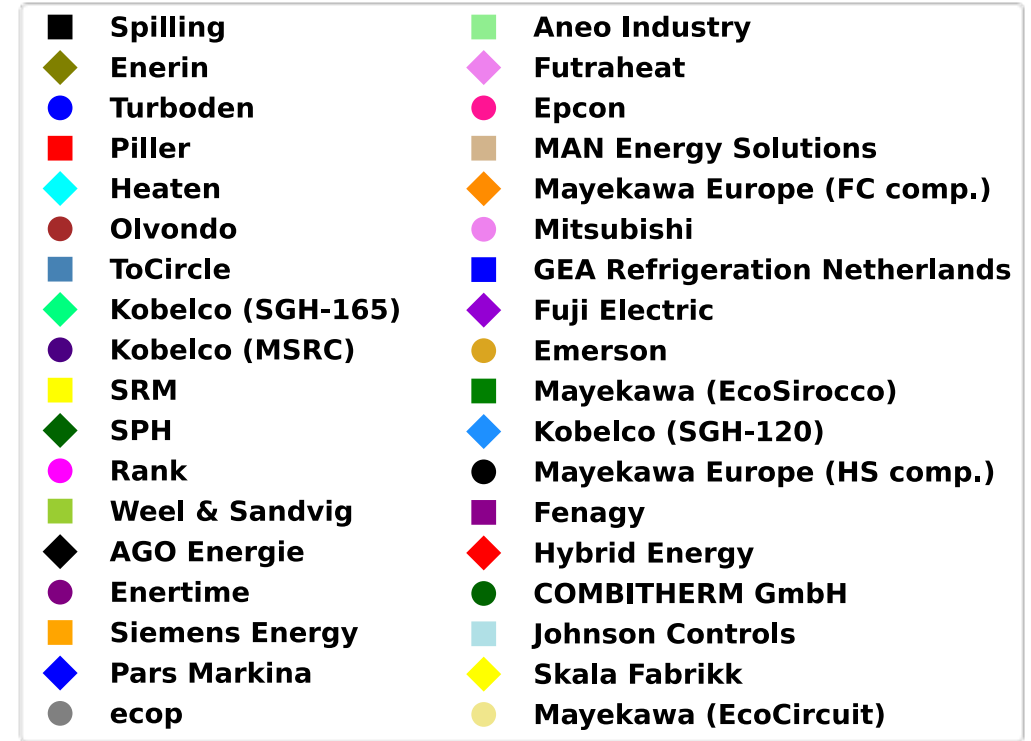 Spilling
Enerin
Turboden
Piller
Heaten
Olvondo
ToCircle
Kobelco (SGH-165)
Kobelco (MSRC)
SRM
SPH
Rank
Weel & Sandvig
AGO Energie
Enertime
Siemens Energy
Pars Markina
ecop
Aneo Industry
Futraheat
Epcon
MAN Energy Solutions
Mayekawa Europe (FC comp.)
Mitsubishi
GEA Refrigeration Netherlands
Fuji Electric
Emerson
Mayekawa (EcoSirocco)
Kobelco (SGH-120)
Mayekawa Europe (HS comp.)
Fenagy
Hybrid Energy
COMBITHERM GmbH
Johnson Controls
Skala Fabrikk
Mayekawa (EcoCircuit)